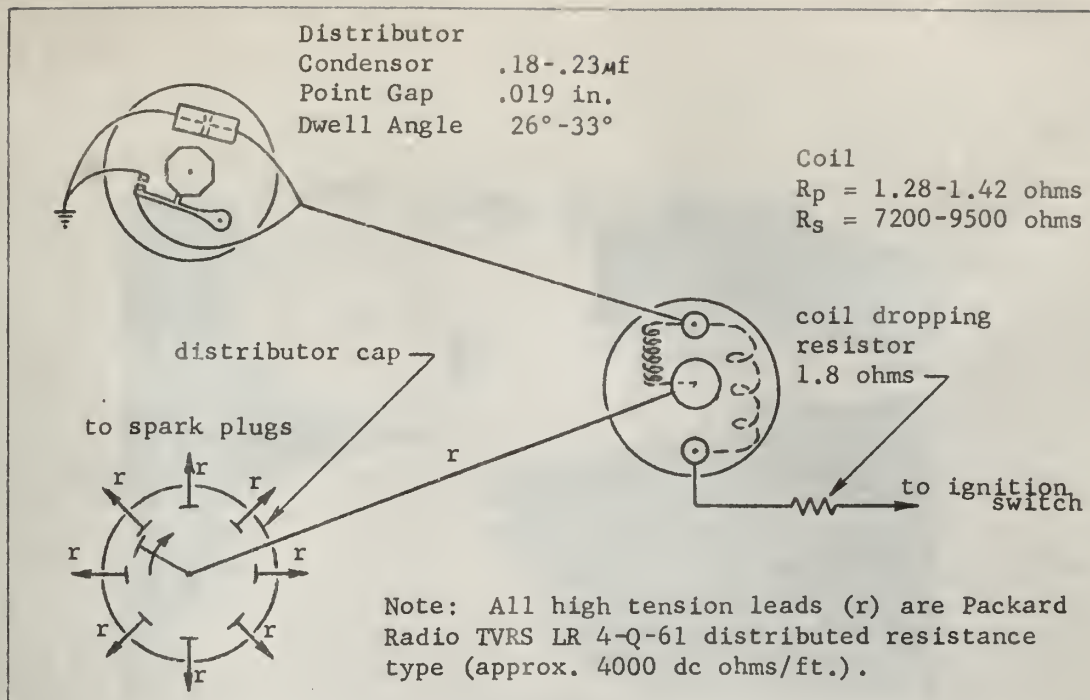 Distributor
Condensor .18-.23μf
Point Gap .019 in.
Dwell Angle 26°-33°
Coil
Rp = 1.28-1.42 ohms
Rs = 7200-9500 ohms
coil dropping
resistor
1.8 ohms
distributor cap
to spark plugs
r
r
r
r
r
r
r
r
r
to ignition
switch
Note: All high tension leads (r) are Packard
Radio TVRS LR 4-Q-61 distributed resistance
type (approx. 4000 dc ohms/ft.).